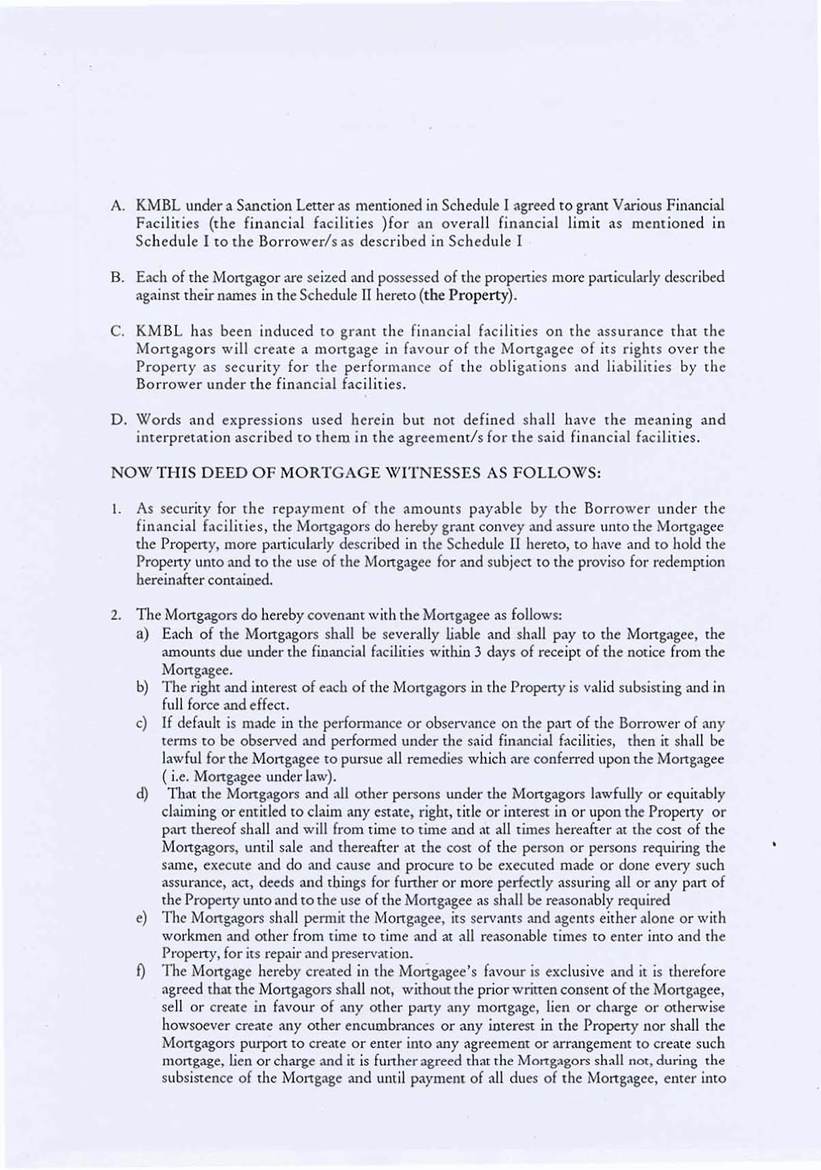 A. KMBL under a Sanction Letter as mentioned in Schedule I agreed to grant Various Financial
Facilities (the financial facilities )for an overall financial limit as mentioned in
Schedule I to the Borrower/s as described in Schedule I
B. Each of the Mortgagor are seized and possessed of the properties more particularly described
against their names in the Schedule II hereto (the Property).
C. KMBL has been induced to grant the financial facilities on the assurance that the
Mortgagors will create a mortgage in favour of the Mortgagee of its rights over the
Property as security for the performance of the obligations and liabilities by the
Borrower under the financial facilities.
D. Words and expressions used herein but not defined shall have the meaning and
interpretation ascribed to them in the agreement/s for the said financial facilities.
NOW THIS DEED OF MORTGAGE WITNESSES AS FOLLOWS:
1. As security for the repayment of the amounts payable by the Borrower under the
financial facilities, the Mortgagors do hereby grant convey and assure unto the Mortgagee
the Property, more particularly described in the Schedule II hereto, to have and to hold the
Property unto and to the use of the Mortgagee for and subject to the proviso for redemption
hereinafter contained.
2. The Mortgagors do hereby covenant with the Mortgagee as follows:
a) Each of the Mortgagors shall be severally liable and shall pay to the Mortgagee, the
amounts due under the financial facilities within 3 days of receipt of the notice from the
Mortgagee.
b) The right and interest of each of the Mortgagors in the Property is valid subsisting and in
full force and effect.
c) If default is made in the performance or observance on the part of the Borrower of any
terms to be observed and performed under the said financial facilities, then it shall be
lawful for the Mortgagee to pursue all remedies which are conferred upon the Mortgagee
( i.e. Mortgagee under law).
d) That the Mortgagors and all other persons under the Mortgagors lawfully or equitably
claiming or entitled to claim any estate, right, title or interest in or upon the Property or
part thereof shall and will from time to time and at all times hereafter at the cost of the
Mortgagors, until sale and thereafter at the cost of the person or persons requiring the
same, execute and do and cause and procure to be executed made or done every such
assurance, act, deeds and things for further or more perfectly assuring all or any part of
the Property unto and to the use of the Mortgagee as shall be reasonably required
e) The Mortgagors shall permit the Mortgagee, its servants and agents either alone or with
workmen and other from time to time and at all reasonable times to enter into and the
Property, for its repair and preservation.
f) The Mortgage hereby created in the Mortgagee's favour is exclusive and it is therefore
agreed that the Mortgagors shall not, without the prior written consent of the Mortgagee,
sell or create in favour of any other party any mortgage, lien or charge or otherwise
howsoever create any other encumbrances or any interest in the Property nor shall the
Mortgagors purport to create or enter into any agreement or arrangement to create such
mortgage, lien or charge and it is further agreed that the Mortgagors shall not, during the
subsistence of the Mortgage and until payment of all dues of the Mortgagee, enter into